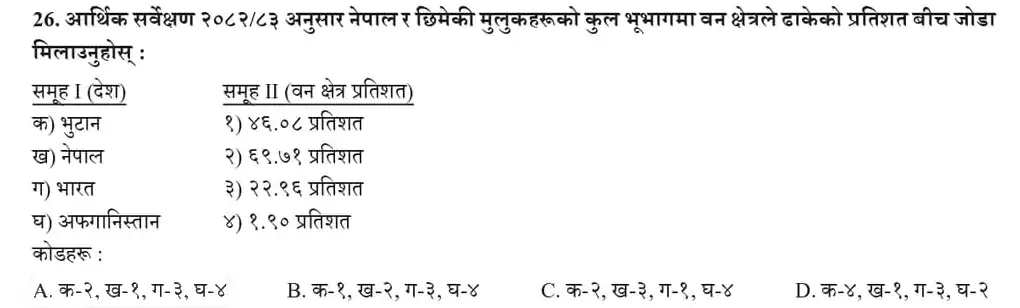 26. आर्थिक सर्वेक्षण २०८२/८३ अनुसार नेपाल र छिमेकी मुलुकहरूको कुल भूभागमा वन क्षेत्रले ढाकेको प्रतिशत बीच जोडा
मिलाउनुहोस् :
समूह I (देश) समूह II (वन क्षेत्र प्रतिशत)
क) भुटान १) ४६.०८ प्रतिशत
ख) नेपाल २) ६९.७१ प्रतिशत
ग) भारत ३) २२.९६ प्रतिशत
घ) अफगानिस्तान ४) १.९० प्रतिशत
कोडहरू :
A. क-२, ख-१, ग-३, घ-४ B. क-१, ख-२, ग-३, घ-४ C. क-२, ख-३, ग-१, घ-४ D. क-४, ख-१, ग-३, घ-२